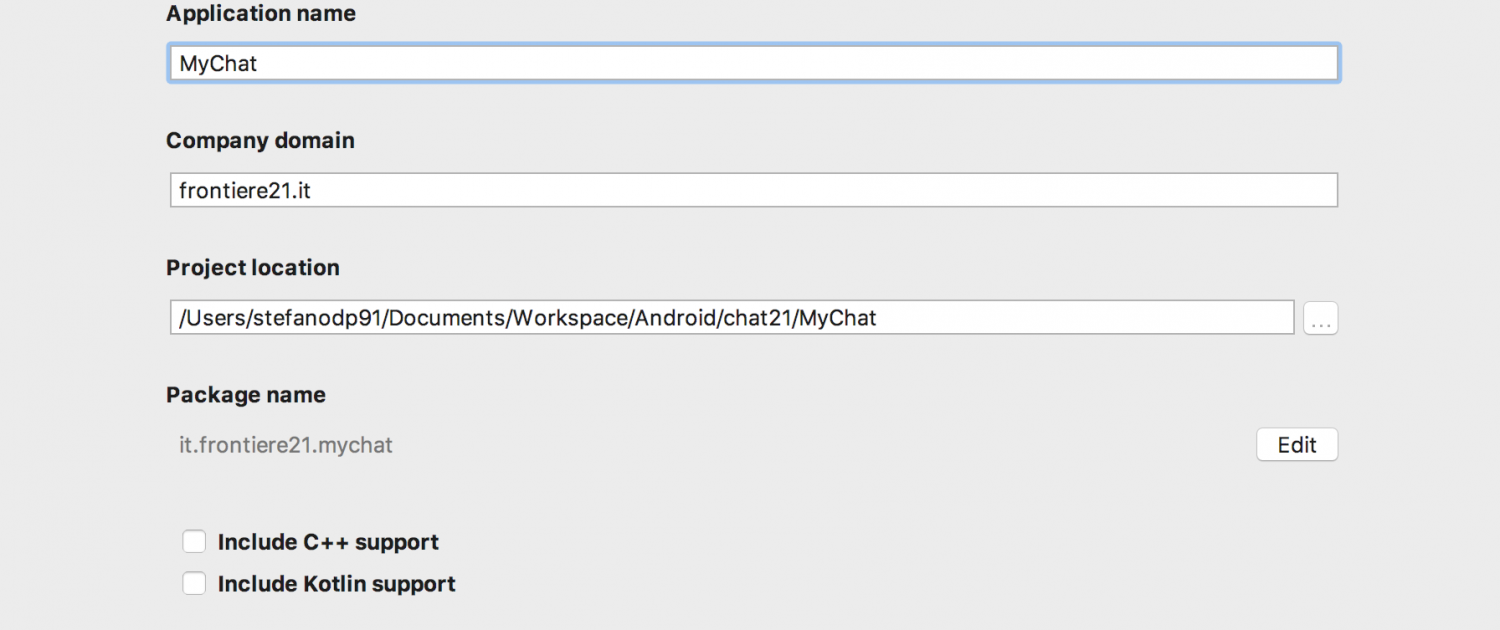 Application name
MyChat
Company domain
frontiere21.it
Project location
/Users/stefanodp91/Documents/Workspace/Android/chat21/MyChat
...
Package name
it.frontiere21.mychat
Edit
Include C++ support
Include Kotlin support